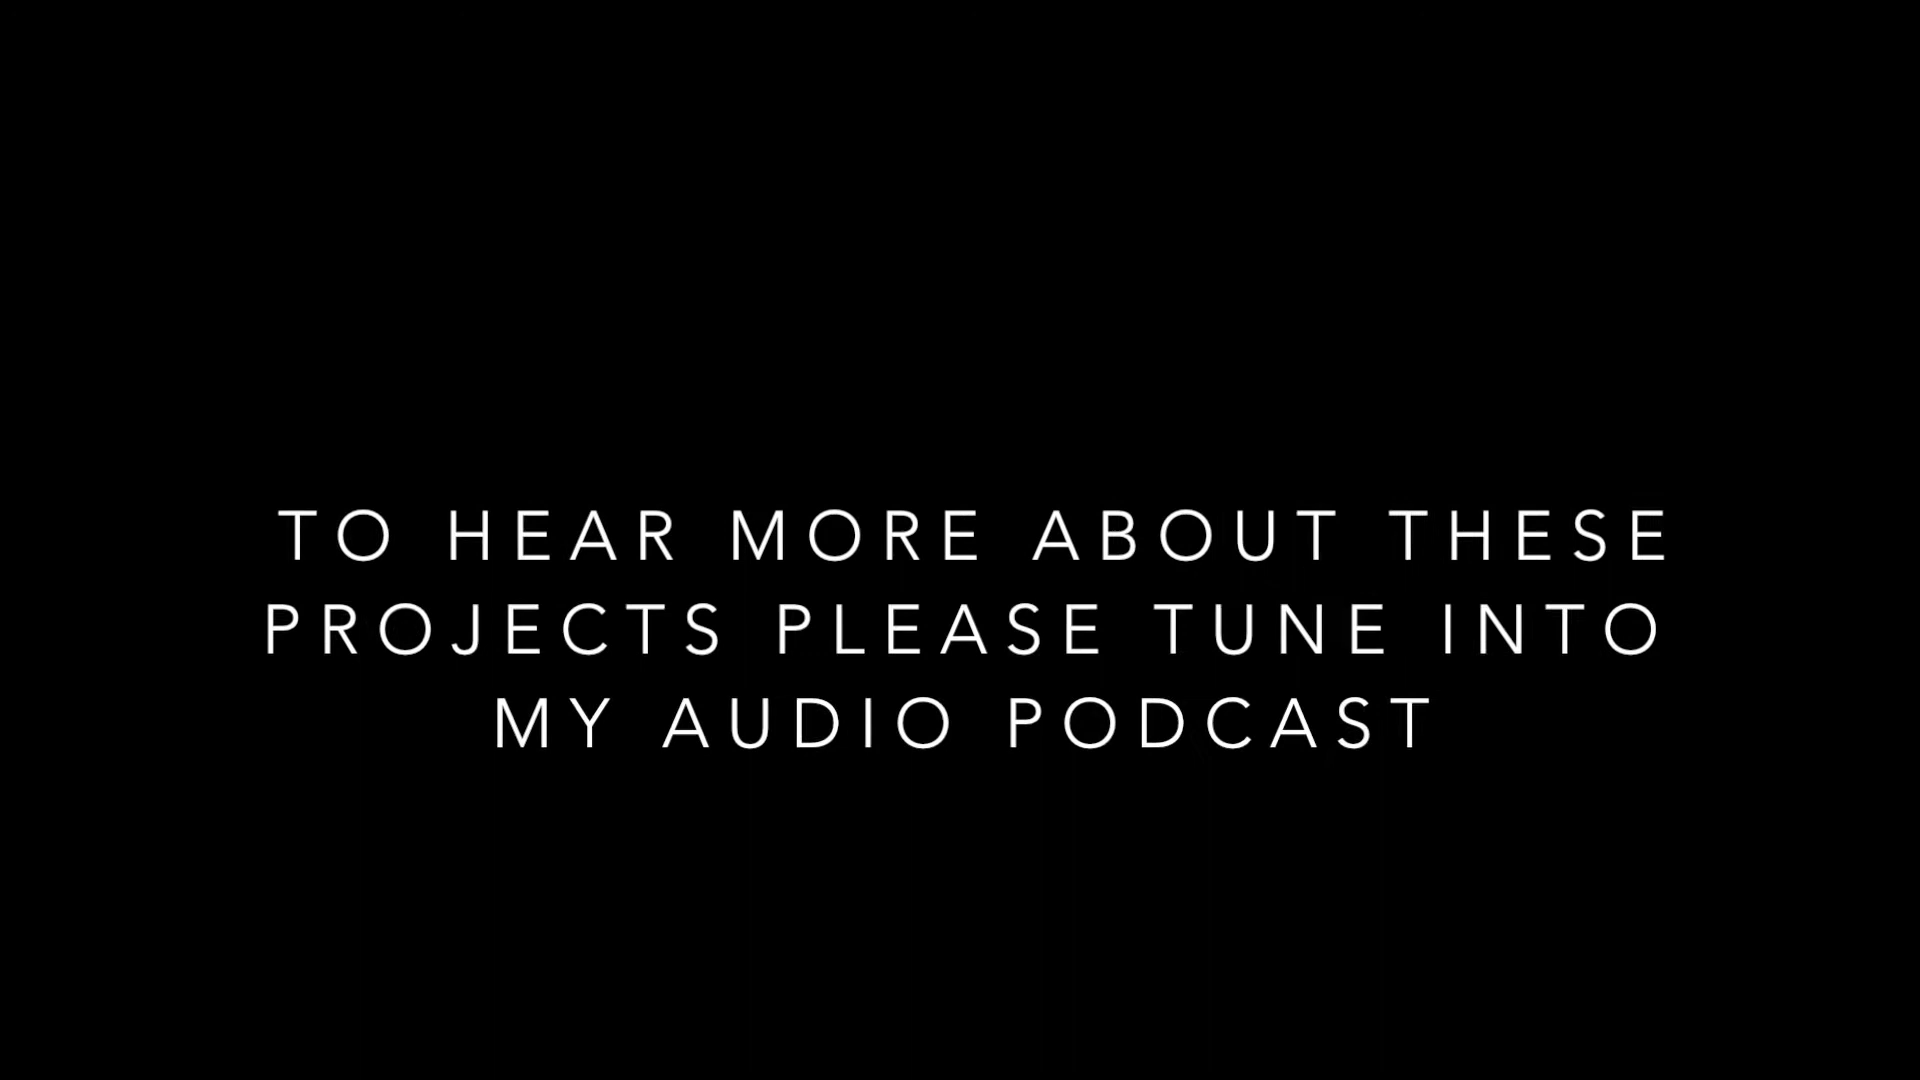 TO HEAR MORE ABOUT THESE
PROJECTS PLEASE TUNE INTO
MY AUDIO PODCAST